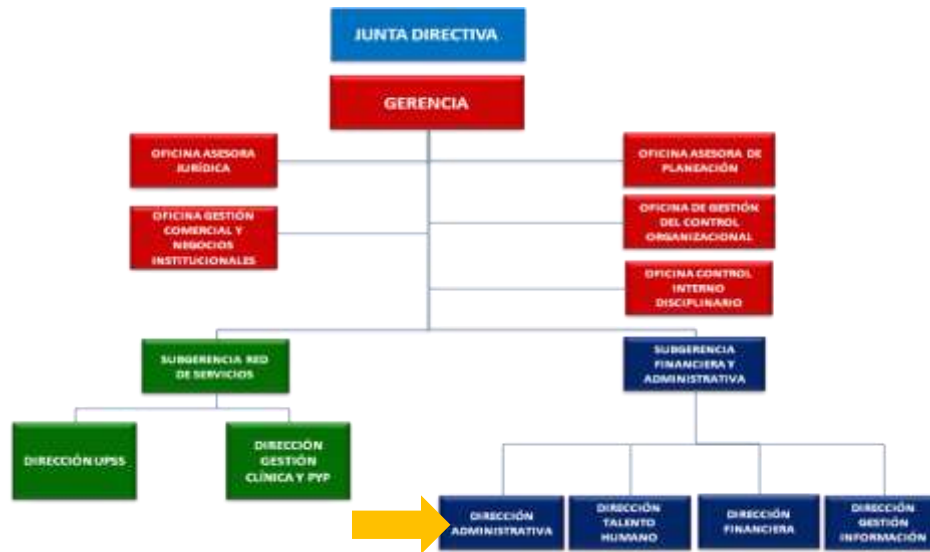 JUNTA DIRECTIVA
GERENCIA
OFICINA ASESORA
JURÍDICA
OFICINA ASESORA DE
PLANEACIÓN
OFICINA GESTIÓN
COMERCIAL Y
NEGOCIOS
INSTITUCIONALES
OFICINA DE GESTIÓN
DEL CONTROL
ORGANIZACIONAL
OFICINA CONTROL
INTERNO
DISCIPLINARIO
SUBGERENCIA RED
DE SERVICIOS
SUBGERENCIA
FINANCIERA Y
ADMINISTRATIVA
DIRECCIÓN UPSS
DIRECCIÓN
GESTIÓN
CLÍNICA Y PYP
DIRECCIÓN
ADMINISTRATIVA
DIRECCIÓN
TALENTO
HUMANO
DIRECCIÓN
FINANCIERA
DIRECCIÓN
GESTIÓN
INFORMACIÓN